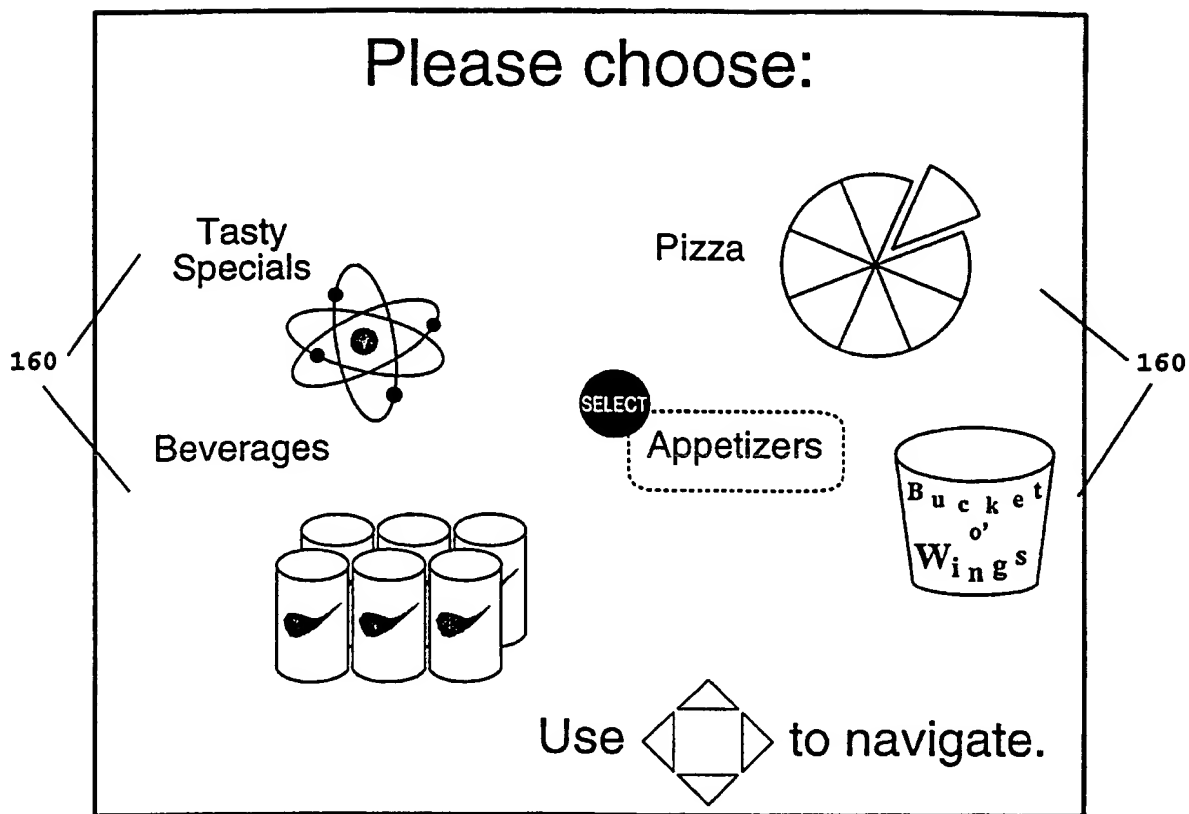 Please choose:
Tasty
Specials
Pizza
160
160
SELECT
Appetizers
Beverages
Bucket
o'
Wings
Use to navigate.